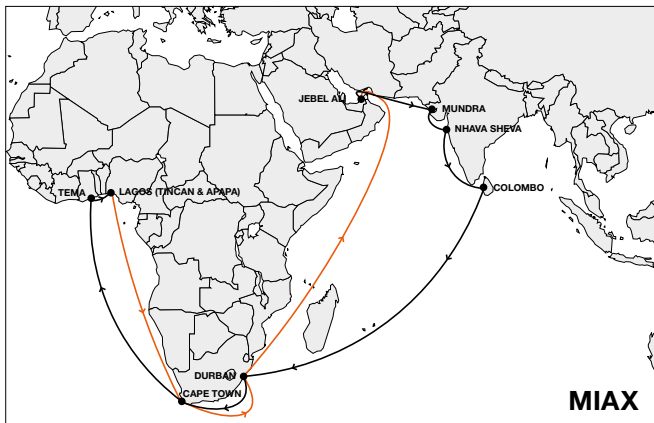 JEBEL ALI
MUNDRA
NHAVA SHEVA
COLOMBO
TEMA
LAGOS (TINCAN & APAPA)
DURBAN
CAPE TOWN
MIAX